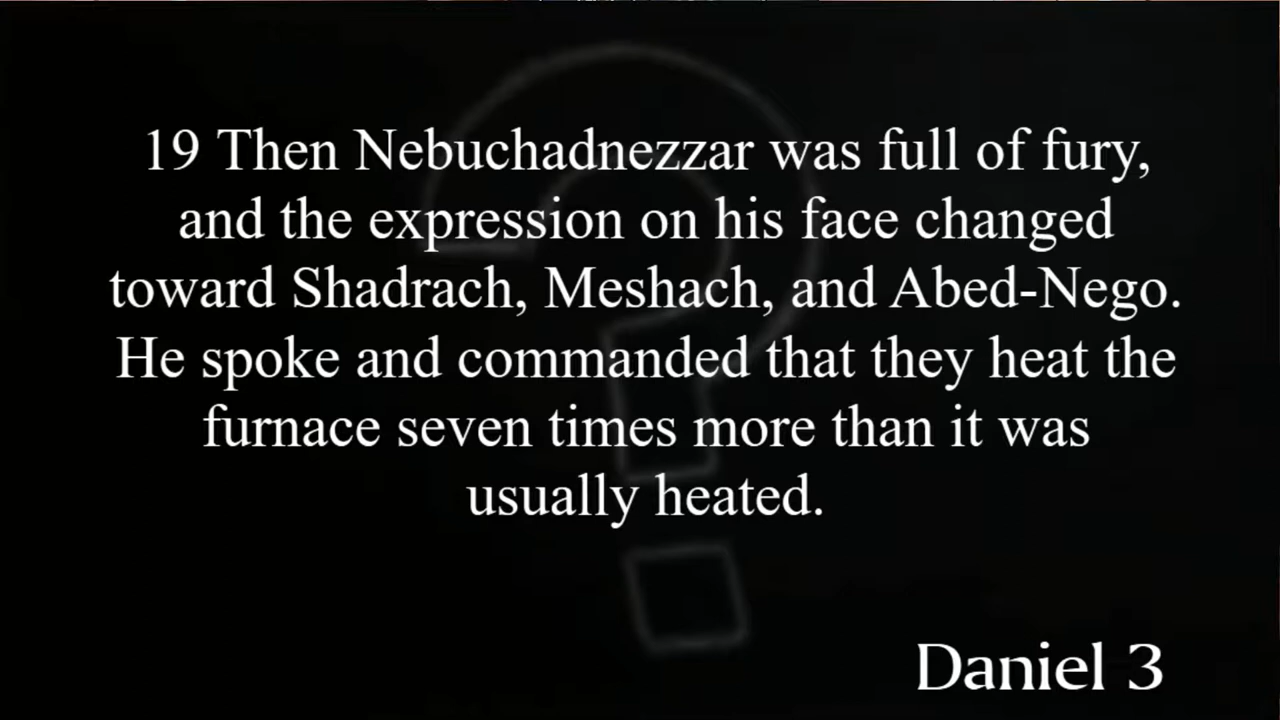 19 Then Nebuchadnezzar was full of fury,
and the expression on his face changed
toward Shadrach, Meshach, and Abed-Nego.
He spoke and commanded that they heat the
furnace seven times more than it was
usually heated.
Daniel 3